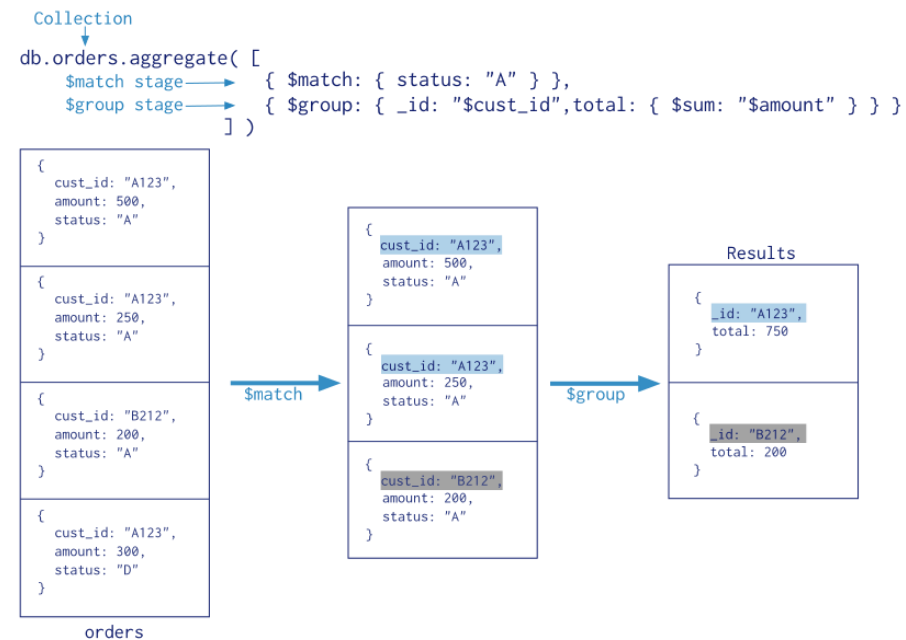 Collection
db.orders.aggregate( [
$match stage { $match: { status: "A" } },
$group stage { $group: { _id: "$cust_id",total: { $sum: "$amount" } } }
] )
{
cust_id: "A123",
amount: 500,
status: "A"
}
{
cust_id: "A123",
amount: 250,
status: "A"
}
{
cust_id: "B212",
amount: 200,
status: "A"
}
{
cust_id: "A123",
amount: 300,
status: "D"
}
orders
$match
{
cust_id: "A123",
amount: 500,
status: "A"
}
{
cust_id: "A123",
amount: 250,
status: "A"
}
{
cust_id: "B212",
amount: 200,
status: "A"
}
$group
Results
{
_id: "A123",
total: 750
}
{
_id: "B212",
total: 200
}